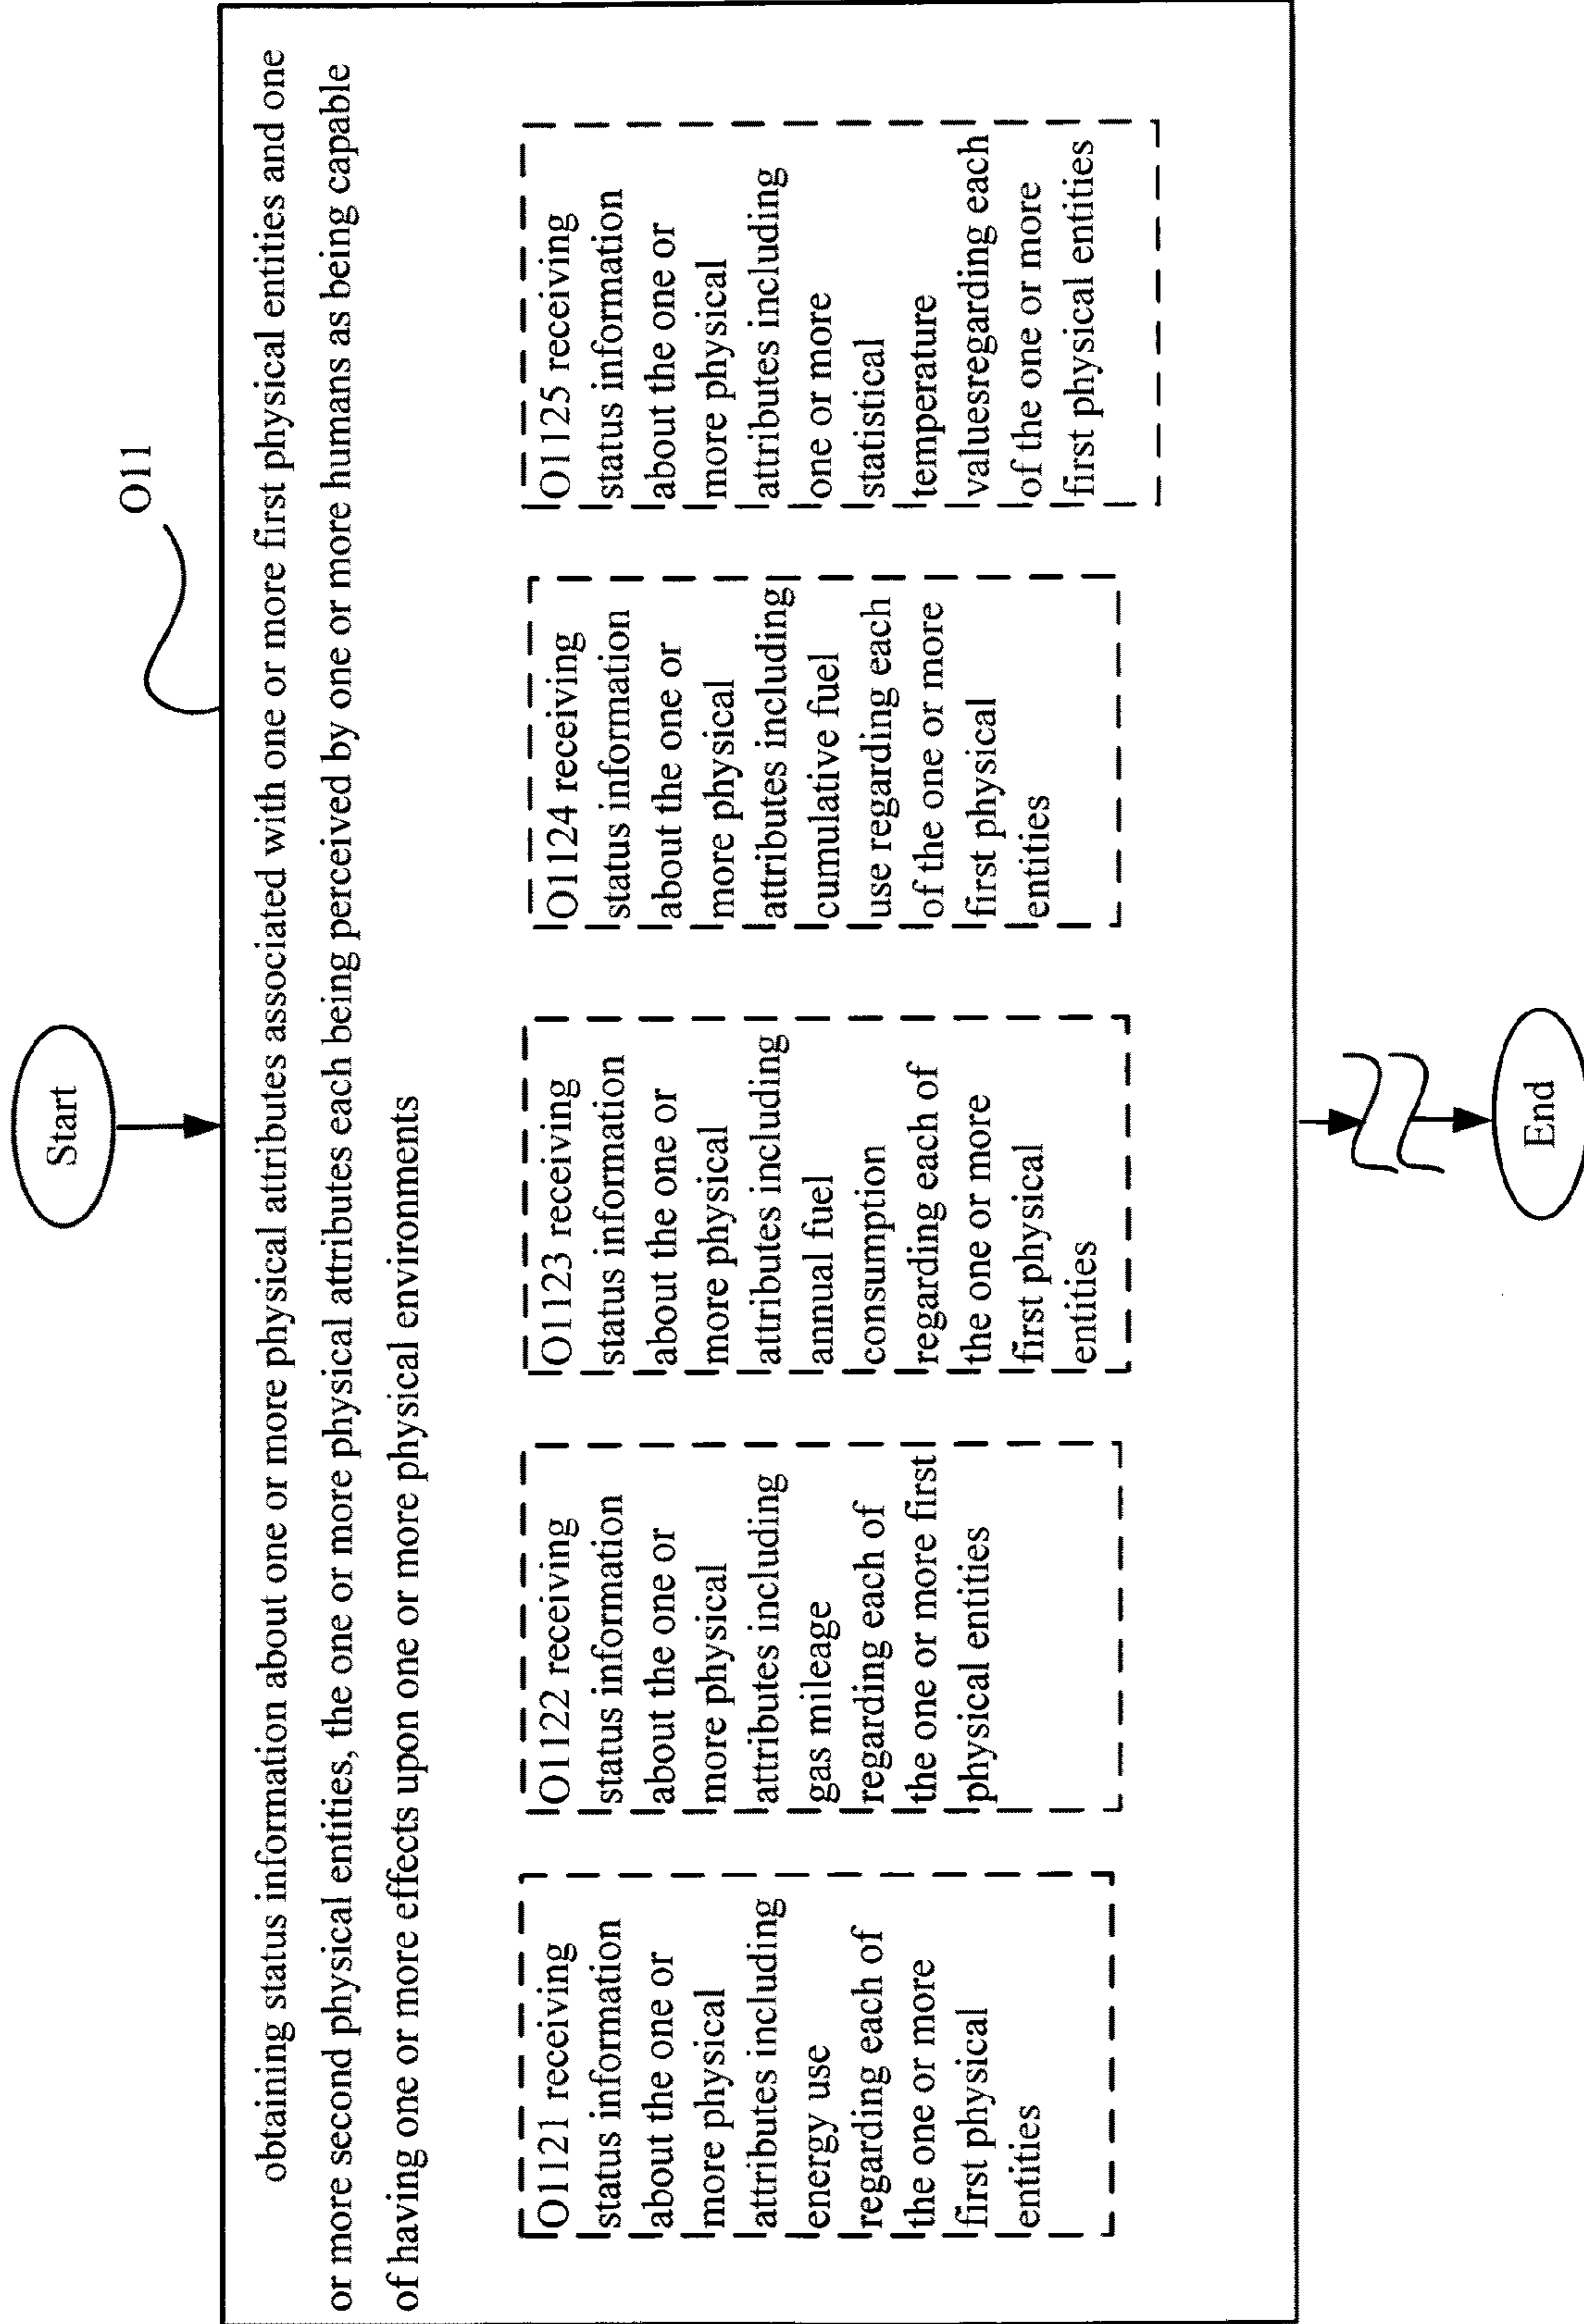 Start
O11
obtaining status information about one or more physical attributes associated with one or more first physical entities and one
or more second physical entities, the one or more physical attributes each being perceived by one or more humans as being capable
of having one or more effects upon one or more physical environments
O1121 receiving
status information
about the one or
more physical
attributes including
energy use
regarding each of
the one or more
first physical
entities
O1122 receiving
status information
about the one or
more physical
attributes including
gas mileage
regarding each of
the one or more first
physical entities
O1123 receiving
status information
about the one or
more physical
attributes including
annual fuel
consumption
regarding each of
the one or more
first physical
entities
O1124 receiving
status information
about the one or
more physical
attributes including
cumulative fuel
use regarding each
of the one or more
first physical
entities
O1125 receiving
status information
about the one or
more physical
attributes including
one or more
statistical
temperature
valuesregarding each
of the one or more
first physical entities
End